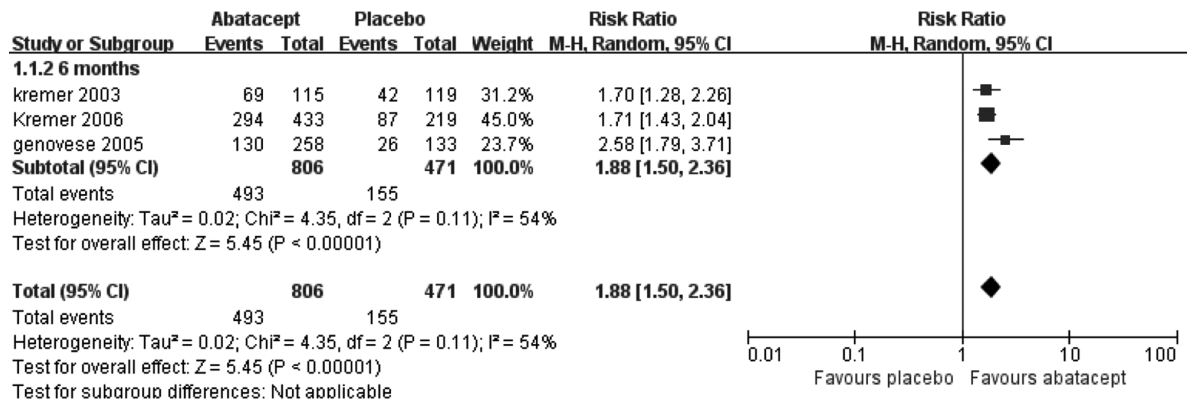 Abatacept Placebo Risk Ratio Risk Ratio
Study or Subgroup Events Total Events Total Weight M-H, Random, 95% CI M-H, Random, 95% CI
1.1.2 6 months
kremer 2003 69 115 42 119 31.2% 1.70 [1.28, 2.26]
Kremer 2006 294 433 87 219 45.0% 1.71 [1.43, 2.04]
genovese 2005 130 258 26 133 23.7% 2.58 [1.79, 3.71]
Subtotal (95% CI) 806 471 100.0% 1.88 [1.50, 2.36]
Total events 493 155
Heterogeneity: Tau² = 0.02; Chi² = 4.35, df = 2 (P = 0.11); I² = 54%
Test for overall effect: Z = 5.45 (P < 0.00001)
Total (95% CI) 806 471 100.0% 1.88 [1.50, 2.36]
Total events 493 155
Heterogeneity: Tau² = 0.02; Chi² = 4.35, df = 2 (P = 0.11); I² = 54%
Test for overall effect: Z = 5.45 (P < 0.00001)
Test for subgroup differences: Not applicable
0.01 0.1 1 10 100
Favours placebo Favours abatacept